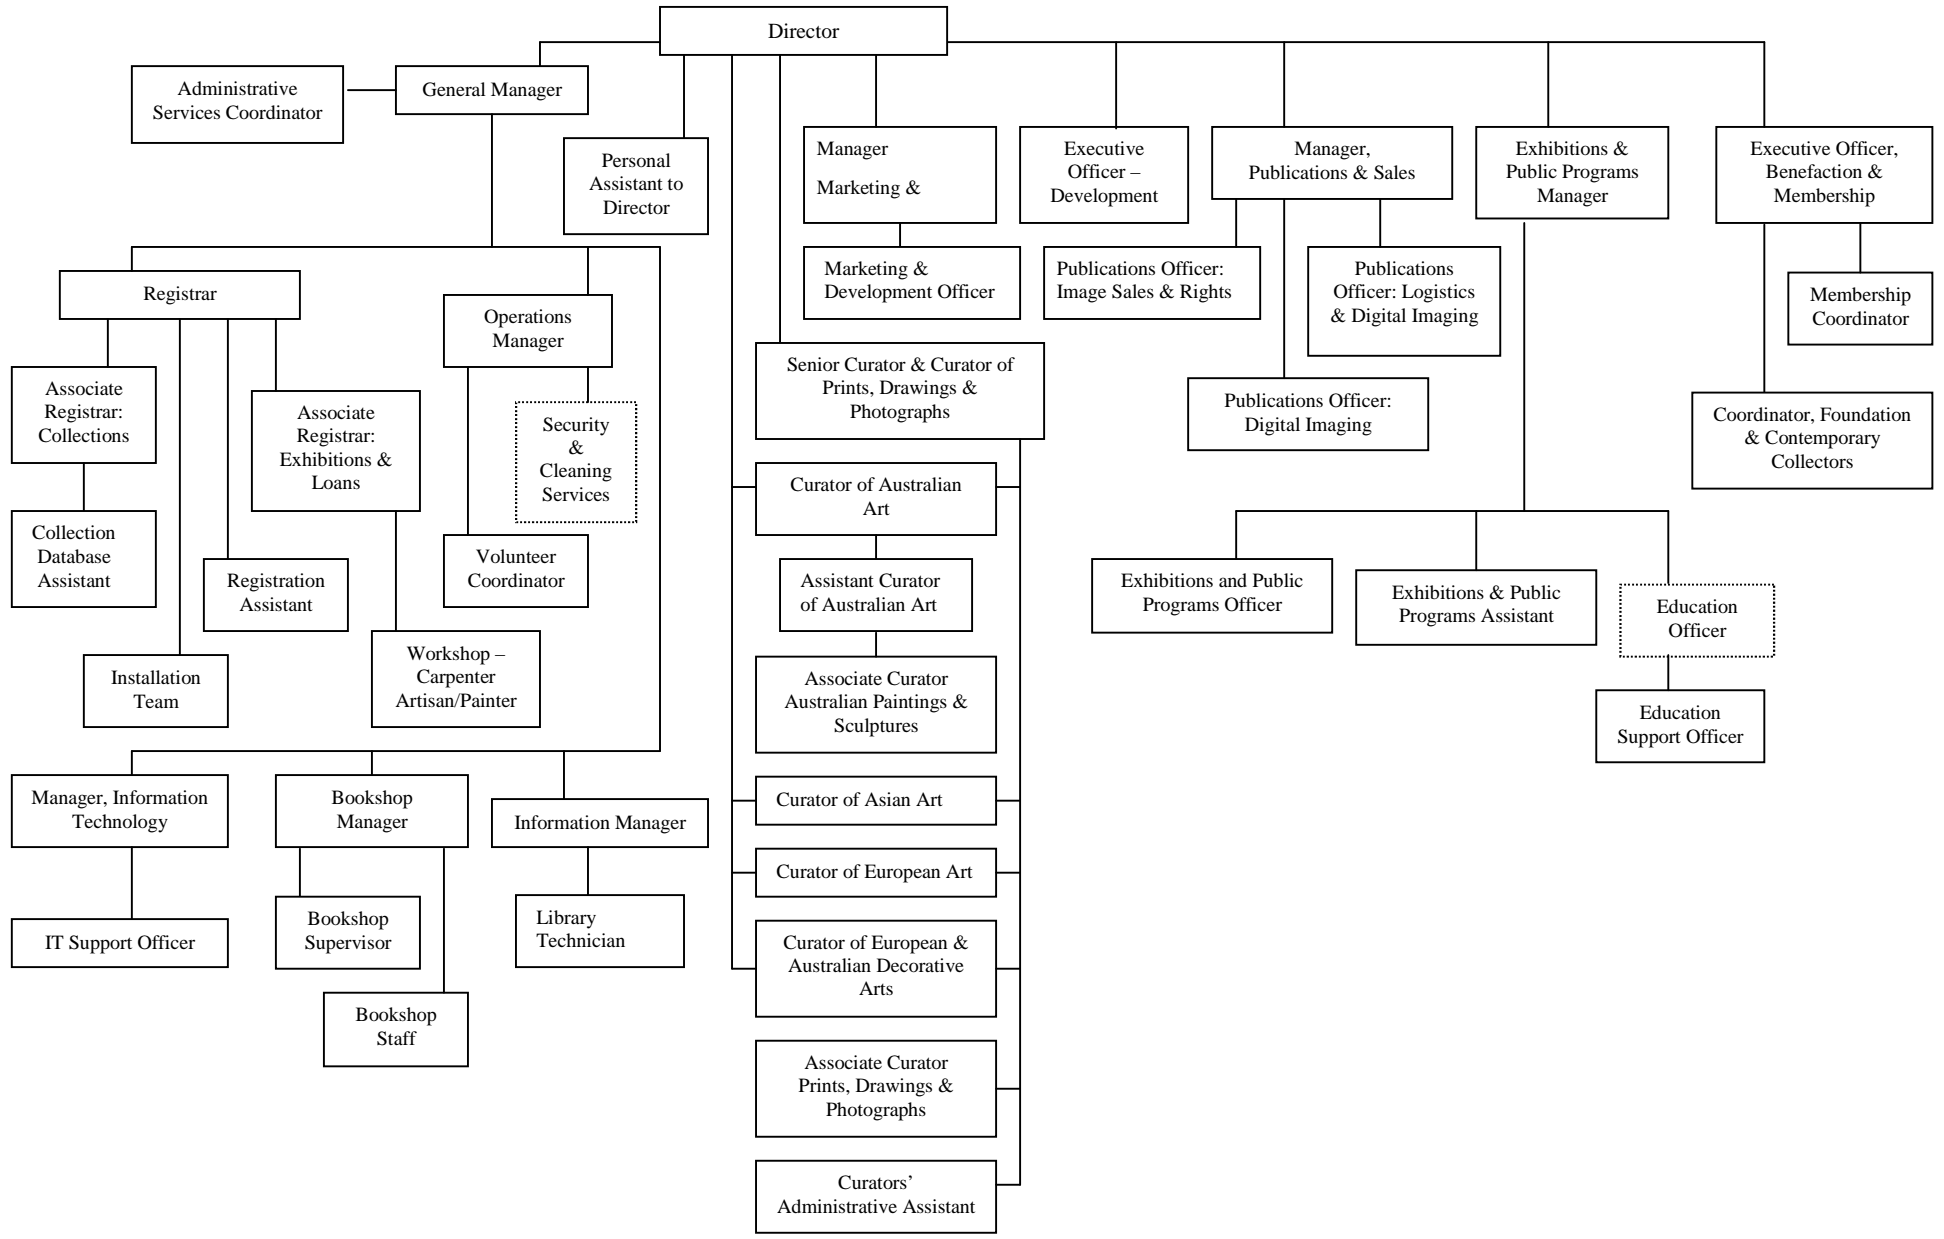 Director
Administrative
Services Coordinator
General Manager
Personal
Assistant to
Director
Manager
Marketing &
Executive
Officer –
Development
Manager,
Publications & Sales
Exhibitions &
Public Programs
Manager
Executive Officer,
Benefaction &
Membership
Registrar
Operations
Manager
Marketing &
Development Officer
Publications Officer:
Image Sales & Rights
Publications
Officer: Logistics
& Digital Imaging
Membership
Coordinator
Associate
Registrar:
Collections
Associate
Registrar:
Exhibitions &
Loans
Security
&
Cleaning
Services
Senior Curator & Curator of
Prints, Drawings &
Photographs
Publications Officer:
Digital Imaging
Coordinator, Foundation
& Contemporary
Collectors
Collection
Database
Assistant
Registration
Assistant
Volunteer
Coordinator
Curator of Australian
Art
Assistant Curator
of Australian Art
Exhibitions and Public
Programs Officer
Exhibitions & Public
Programs Assistant
Education
Officer
Installation
Team
Workshop –
Carpenter
Artisan/Painter
Associate Curator
Australian Paintings &
Sculptures
Education
Support Officer
Manager, Information
Technology
Bookshop
Manager
Information Manager
Curator of Asian Art
Curator of European Art
IT Support Officer
Bookshop
Supervisor
Library
Technician
Curator of European &
Australian Decorative
Arts
Bookshop
Staff
Associate Curator
Prints, Drawings &
Photographs
Curators’
Administrative Assistant